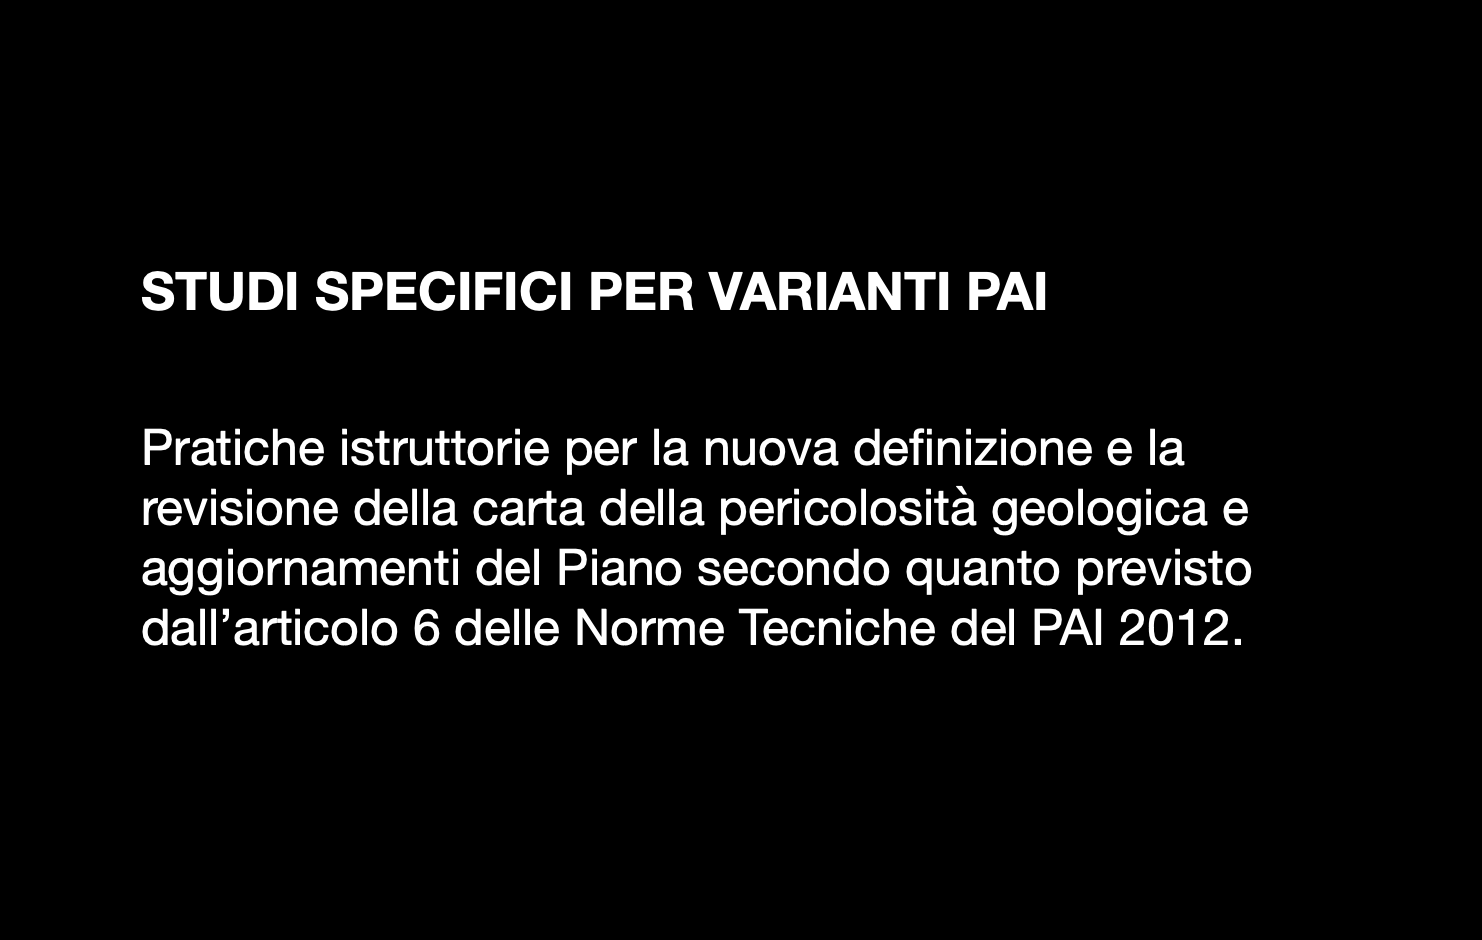 STUDI SPECIFICI PER VARIANTI PAI
Pratiche istruttorie per la nuova definizione e la
revisione della carta della pericolosità geologica e
aggiornamenti del Piano secondo quanto previsto
dall’articolo 6 delle Norme Tecniche del PAI 2012.